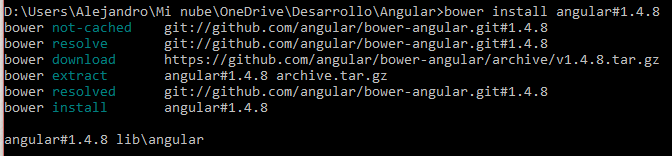 D:\Users\Alejandro\Mi nube\OneDrive\Desarrollo\Angular>bower install angular#1.4.8
bower not-cached    git://github.com/angular/bower-angular.git#1.4.8
bower resolve       git://github.com/angular/bower-angular.git#1.4.8
bower download      https://github.com/angular/bower-angular/archive/v1.4.8.tar.gz
bower extract       angular#1.4.8 archive.tar.gz
bower resolved      git://github.com/angular/bower-angular.git#1.4.8
bower install       angular#1.4.8
angular#1.4.8 lib\angular